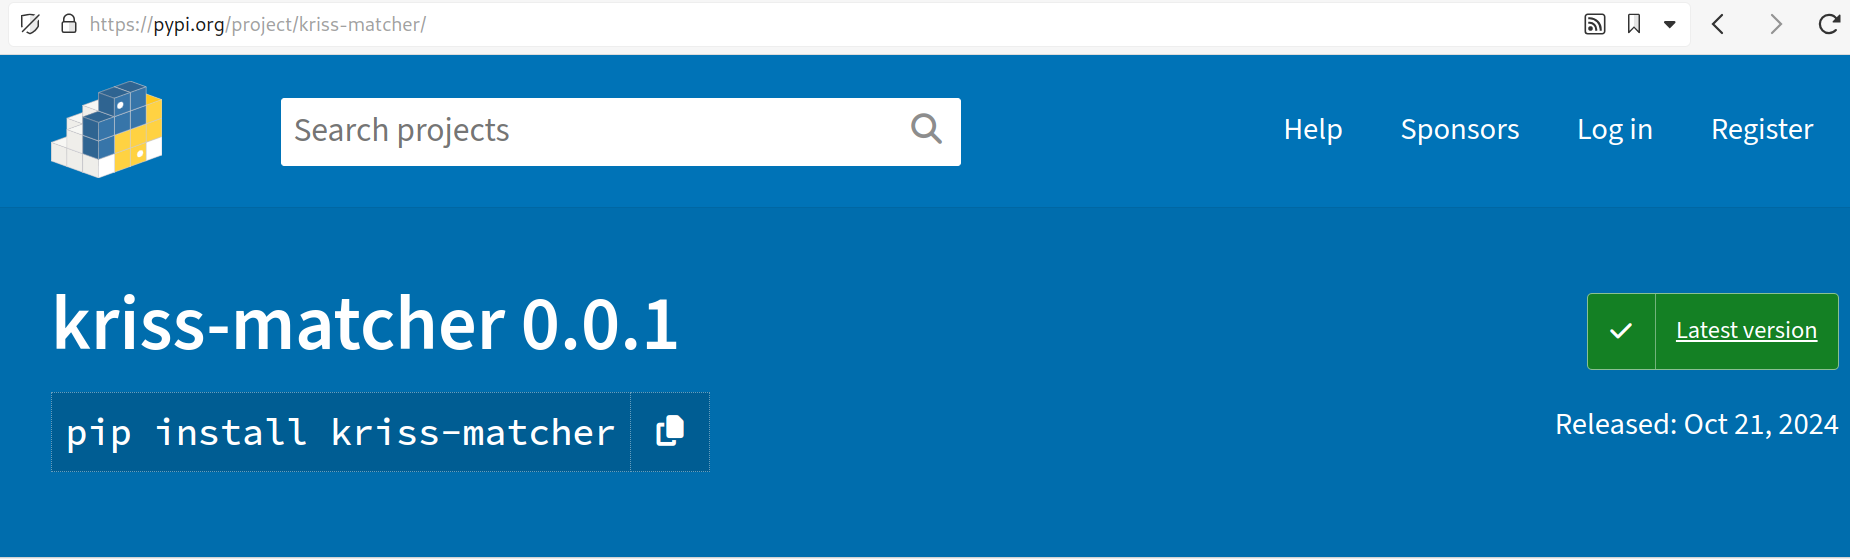 https://pypi.org/project/kriss-matcher/
Search projects
Help Sponsors Log in Register
kriss-matcher 0.0.1
Latest version
pip install kriss-matcher
Released: Oct 21, 2024